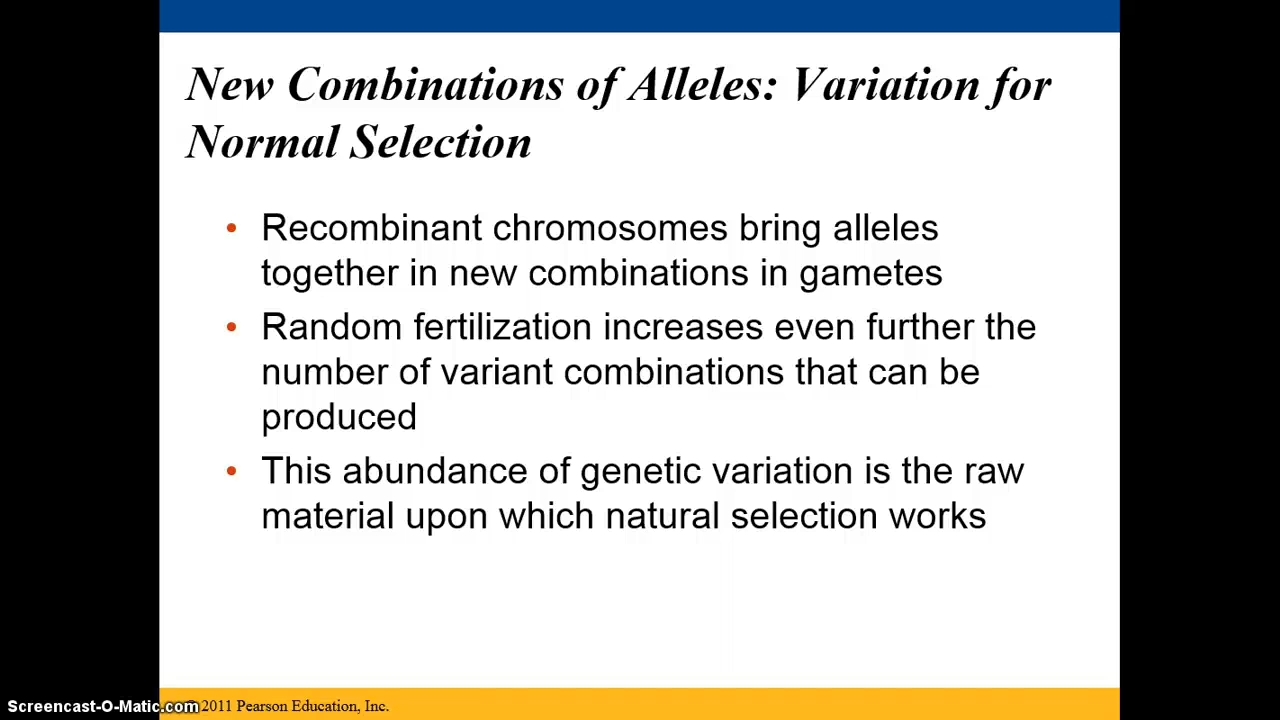 New Combinations of Alleles: Variation for
Normal Selection
• Recombinant chromosomes bring alleles
together in new combinations in gametes
• Random fertilization increases even further the
number of variant combinations that can be
produced
• This abundance of genetic variation is the raw
material upon which natural selection works
Screencast-O-Matic.com
© 2011 Pearson Education, Inc.